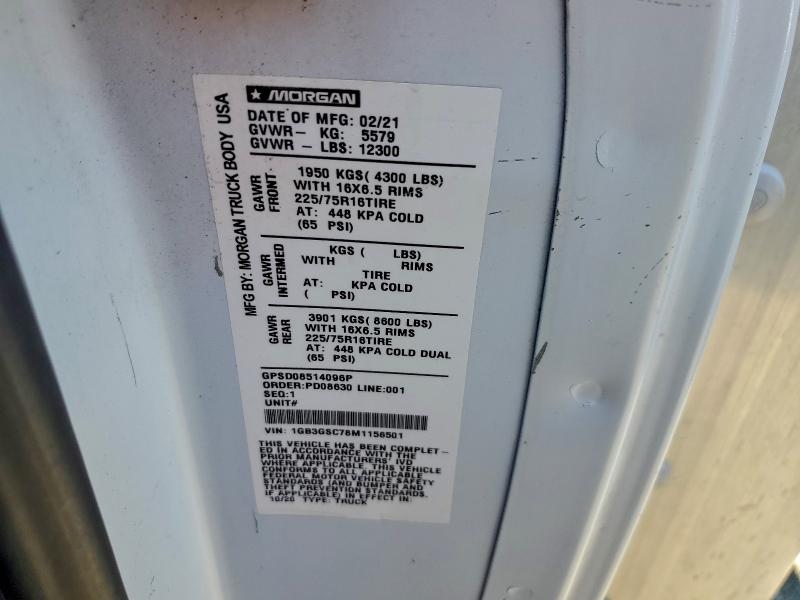 MORGAN
MFG BY: MORGAN TRUCK BODY USA
DATE OF MFG: 02/21
GVWR- KG: 5579
GVWR - LBS: 12300
GAWR FRONT
1950 KGS( 4300 LBS)
WITH 16X6.5 RIMS
225/75R16TIRE
AT: 448 KPA COLD
(65 PSI)
GAWR INTERMED
KGS ( LBS)
WITH RIMS
TIRE
AT: KPA COLD
( PSI)
GAWR REAR
3901 KGS( 8600 LBS)
WITH 16X6.5 RIMS
225/75R16TIRE
AT: 448 KPA COLD DUAL
(65 PSI)
GPSD08514096P
ORDER:PD08630 LINE:001
SEQ:1
UNIT#
VIN: 1GB3GSC78M1156501
THIS VEHICLE HAS BEEN COMPLET-
ED IN ACCORDANCE WITH THE
PRIOR MANUFACTURERS' IVD
WHERE APPLICABLE. THIS VEHICLE
CONFORMS TO ALL APPLICABLE
FEDERAL MOTOR VEHICLE SAFETY
STANDARDS (AND BUMPER AND
THEFT PREVENTION STANDARDS,
IF APPLICABLE) IN EFFECT IN:
10/20 TYPE: TRUCK